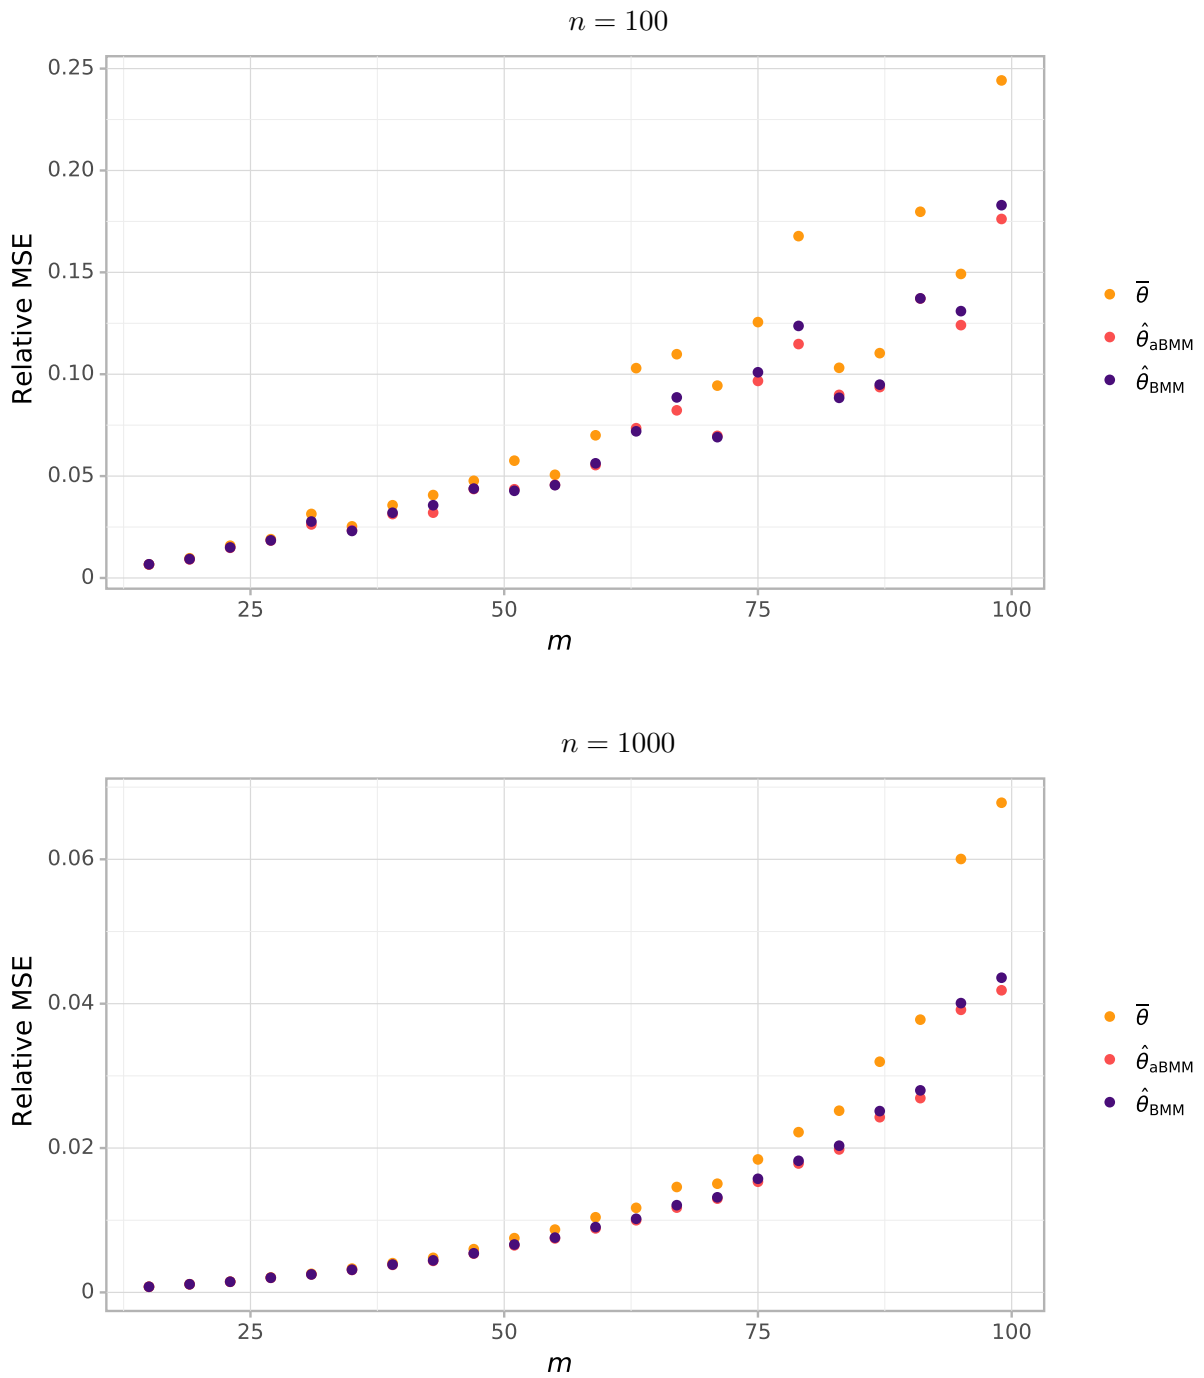 n = 100
Relative MSE
0.25
0.20
0.15
0.10
0.05
0
25 50 75 100
m
θ̅
θ̂aBMM
θ̂BMM
n = 1000
Relative MSE
0.06
0.04
0.02
0
25 50 75 100
m
θ̅
θ̂aBMM
θ̂BMM